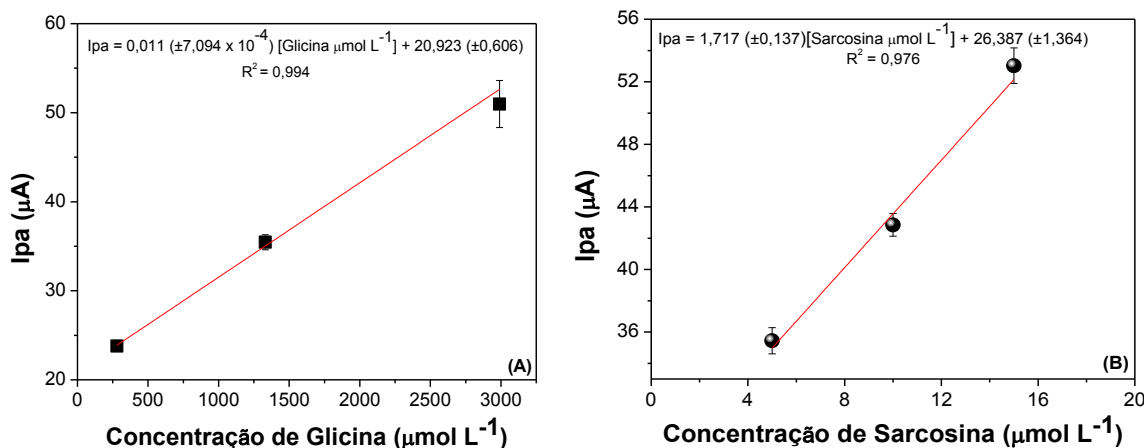 Ipa = 0,011 (±7,094 x 10⁻⁴) [Glicina μmol L⁻¹] + 20,923 (±0,606)
R² = 0,994
60
50
40
30
20
Ipa (μA)
0 500 1000 1500 2000 2500 3000
(A)
Concentração de Glicina (μmol L⁻¹)
Ipa = 1,717 (±0,137)[Sarcosina μmol L⁻¹] + 26,387 (±1,364)
R² = 0,976
56
52
48
44
40
36
Ipa (μA)
0 4 8 12 16 20
(B)
Concentração de Sarcosina (μmol L⁻¹)